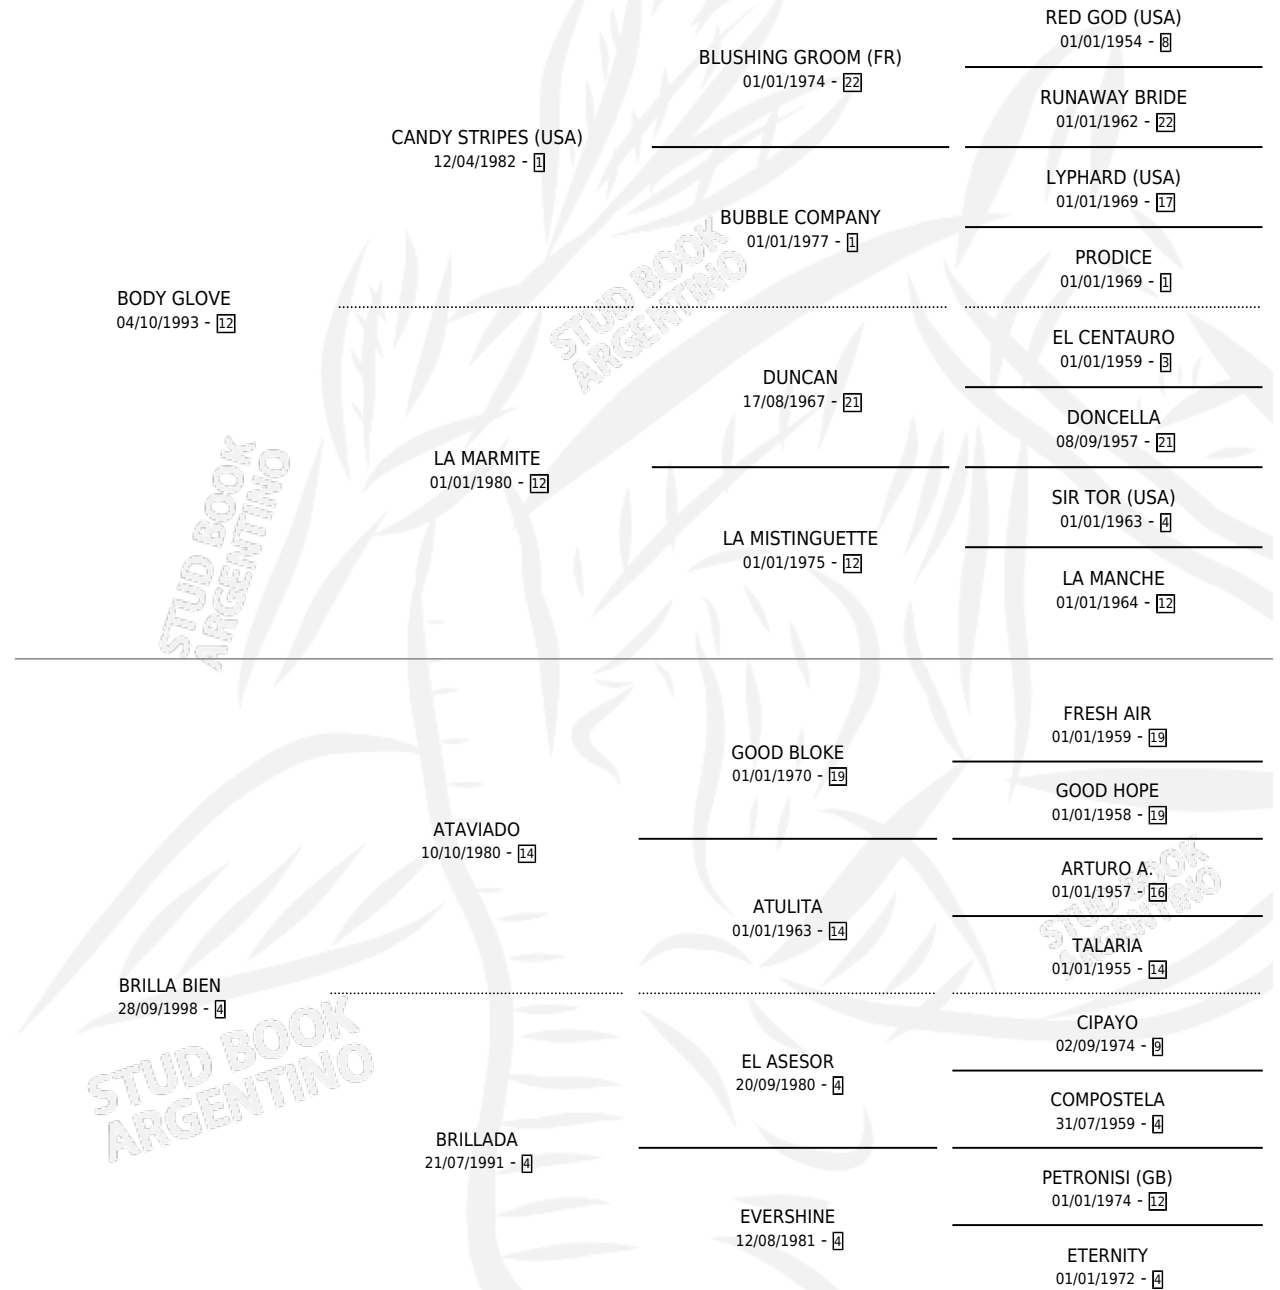 RED GOD (USA)
01/01/1954 - 8
BLUSHING GROOM (FR)
01/01/1974 - 22
RUNAWAY BRIDE
01/01/1962 - 22
CANDY STRIPES (USA)
12/04/1982 - 1
LYPHARD (USA)
01/01/1969 - 17
BUBBLE COMPANY
01/01/1977 - 1
PRODICE
01/01/1969 - 1
BODY GLOVE
04/10/1993 - 12
STUD BOOK
ARGENTINO
EL CENTAURO
01/01/1959 - 3
DUNCAN
17/08/1967 - 21
DONCELLA
08/09/1957 - 21
LA MARMITE
01/01/1980 - 12
SIR TOR (USA)
01/01/1963 - 4
LA MISTINGUETTE
01/01/1975 - 12
LA MANCHE
01/01/1964 - 12
STUD BOOK
ARGENTINO
FRESH AIR
01/01/1959 - 19
GOOD BLOKE
01/01/1970 - 19
GOOD HOPE
01/01/1958 - 19
ATAVIADO
10/10/1980 - 14
ARTURO A.
01/01/1957 - 16
ATULITA
01/01/1963 - 14
STUD BOOK
ARGENTINO
TALARIA
01/01/1955 - 14
BRILLA BIEN
28/09/1998 - 4
CIPAYO
02/09/1974 - 9
EL ASESOR
20/09/1980 - 4
STUD BOOK
ARGENTINO
COMPOSTELA
31/07/1959 - 4
BRILLADA
21/07/1991 - 4
PETRONISI (GB)
01/01/1974 - 12
EVERSHINE
12/08/1981 - 4
ETERNITY
01/01/1972 - 4